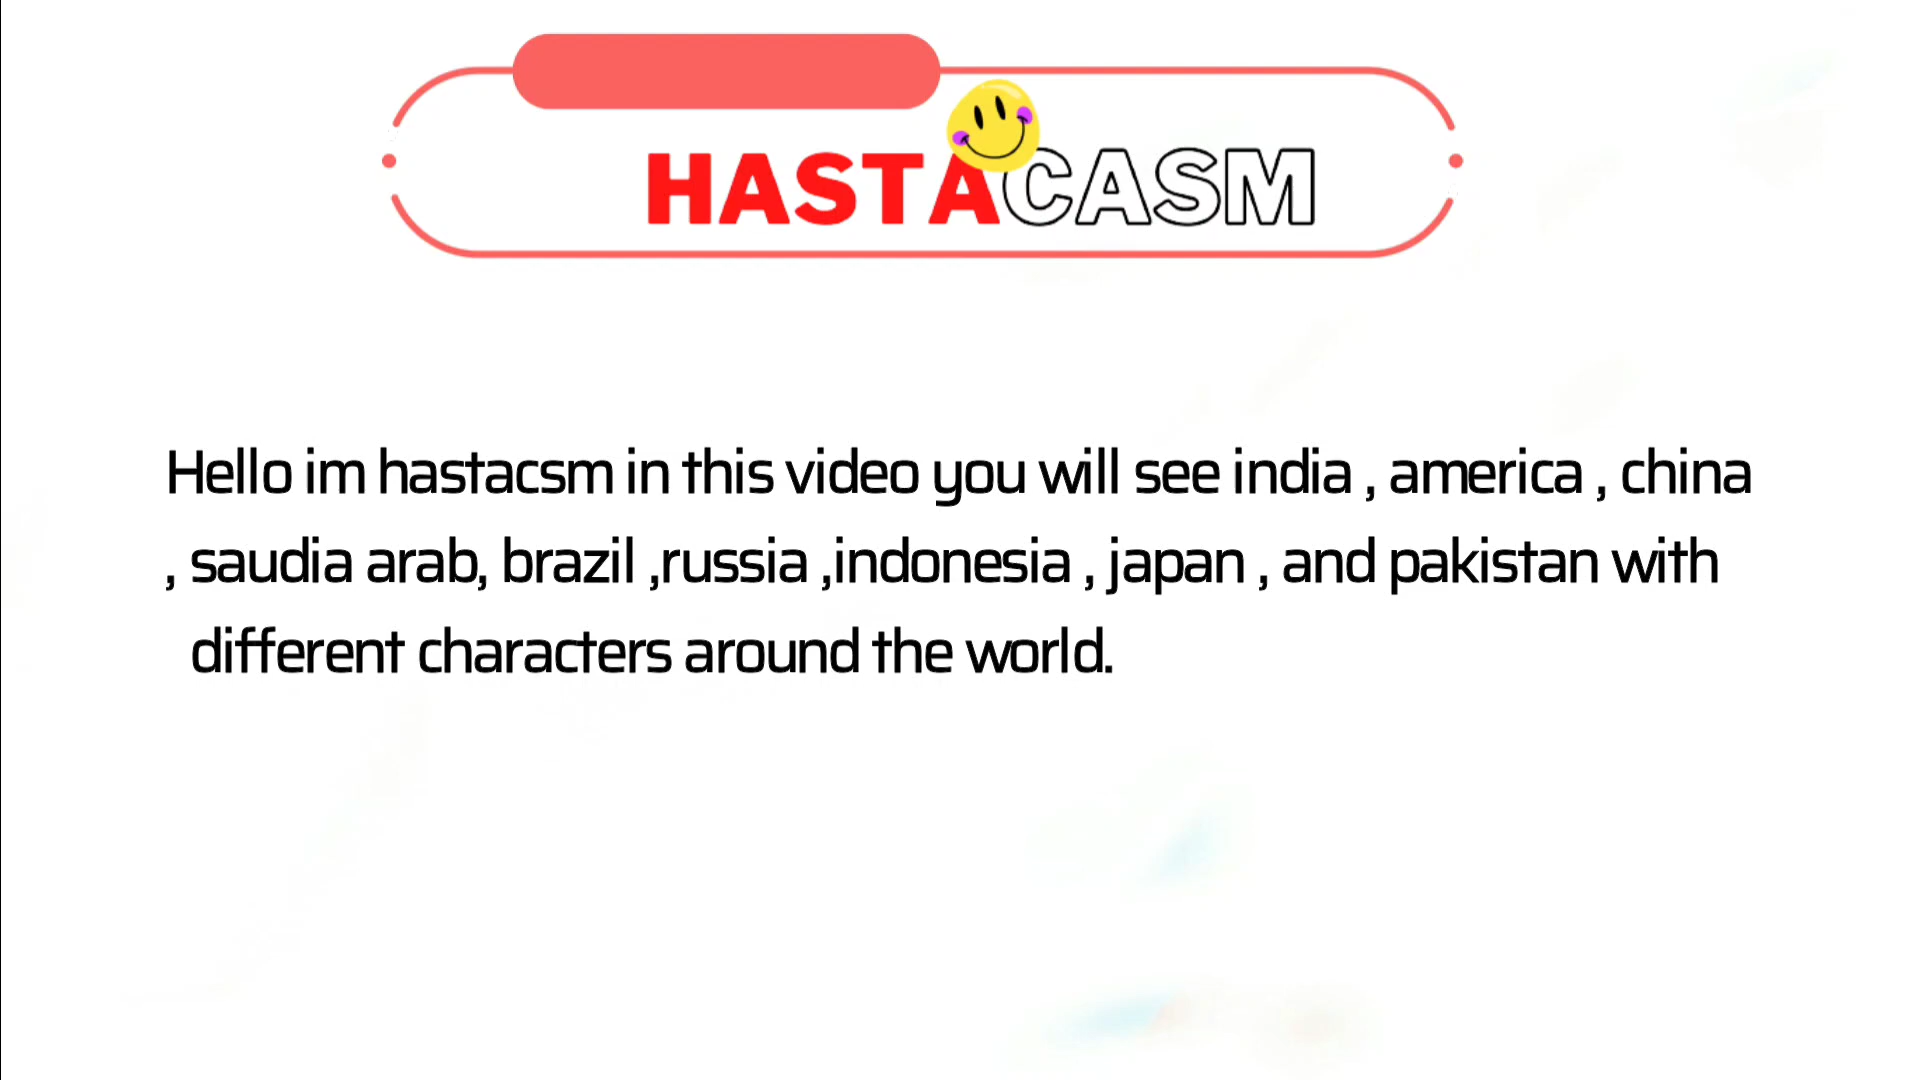 HASTACASM
Hello im hastacsm in this video you will see india , america , china
, saudia arab, brazil ,russia ,indonesia , japan , and pakistan with
different characters around the world.